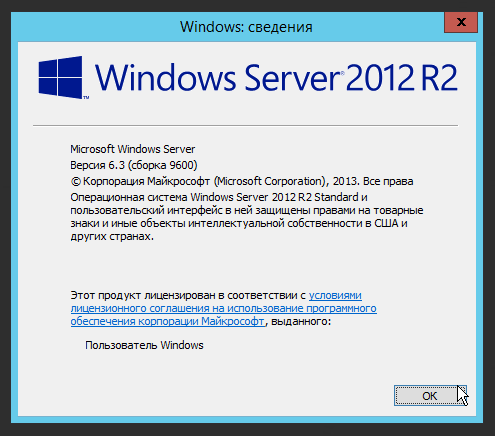 Windows: сведения
x
Windows Server® 2012 R2
Microsoft Windows Server
Версия 6.3 (сборка 9600)
© Корпорация Майкрософт (Microsoft Corporation), 2013. Все права
Операционная система Windows Server 2012 R2 Standard и
пользовательский интерфейс в ней защищены правами на товарные
знаки и иные объекты интеллектуальной собственности в США и
других странах.
Этот продукт лицензирован в соответствии с условиями
лицензионного соглашения на использование программного
обеспечения корпорации Майкрософт, выданного:
Пользователь Windows
OK